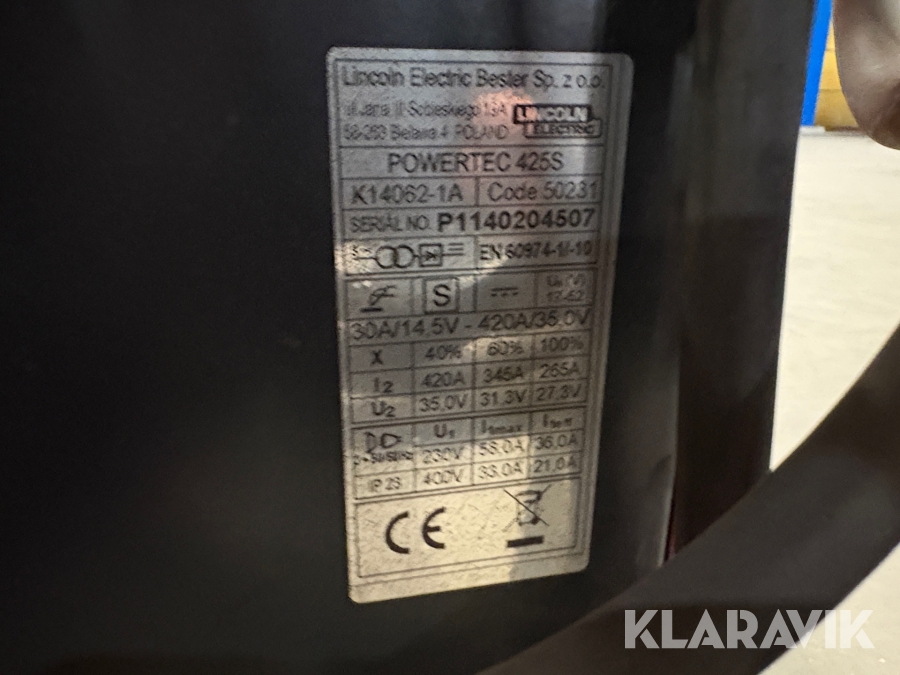 Lincoln Electric Bester Sp. z o.o.
ul. Jana III Sobieskiego 19A
58-263 Bielawa 4 POLAND
LINCOLN
ELECTRIC
POWERTEC 425S
K14062-1A Code 50231
SERIAL NO. P1140204507
EN 60974-1/-10
S U₀ (V)
17-52
30A/14.5V - 420A/35.0V
X 40% 60% 100%
I₂ 420A 345A 265A
U₂ 35.0V 31.3V 27.3V
U₁ I₁max I₁eff
230V 58.0A 36.0A
IP 23 400V 33.0A 21.0A
CE
KLARAVIK